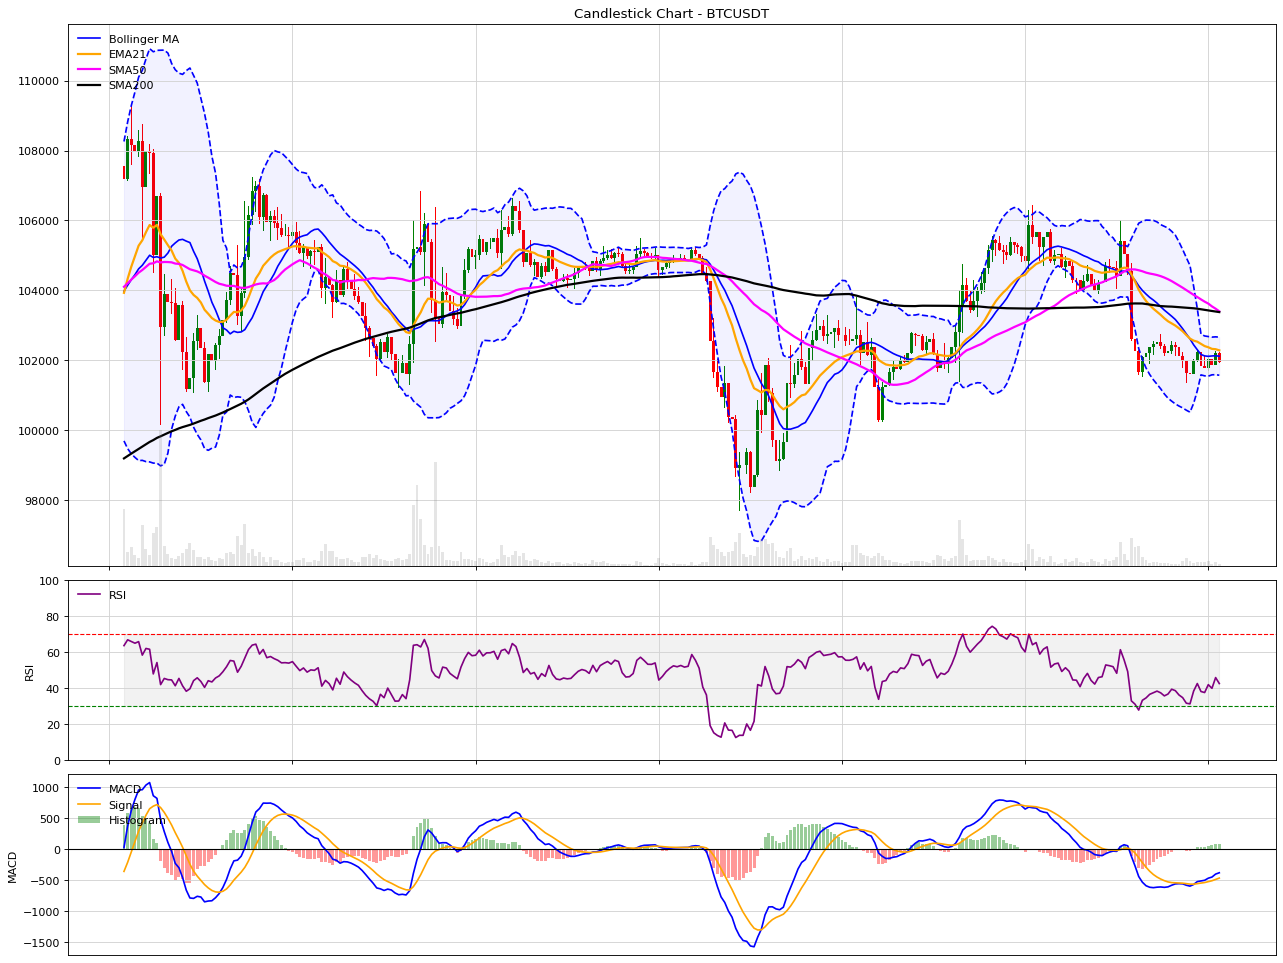 Candlestick Chart - BTCUSDT
Bollinger MA
EMA21
SMA50
SMA200
110000
108000
106000
104000
102000
100000
98000
RSI
100
80
60
40
20
0
RSI
MACD
Signal
Histogram
1000
500
0
−500
−1000
−1500
MACD